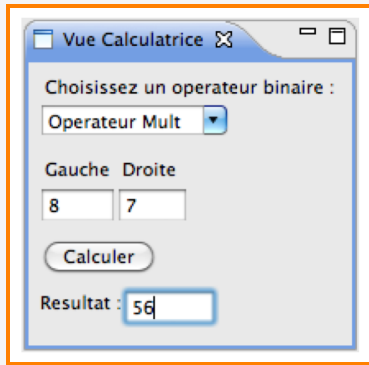 Vue Calculatrice
Choisissez un operateur binaire :
Operateur Mult
Gauche Droite
8 7
Calculer
Resultat : 56